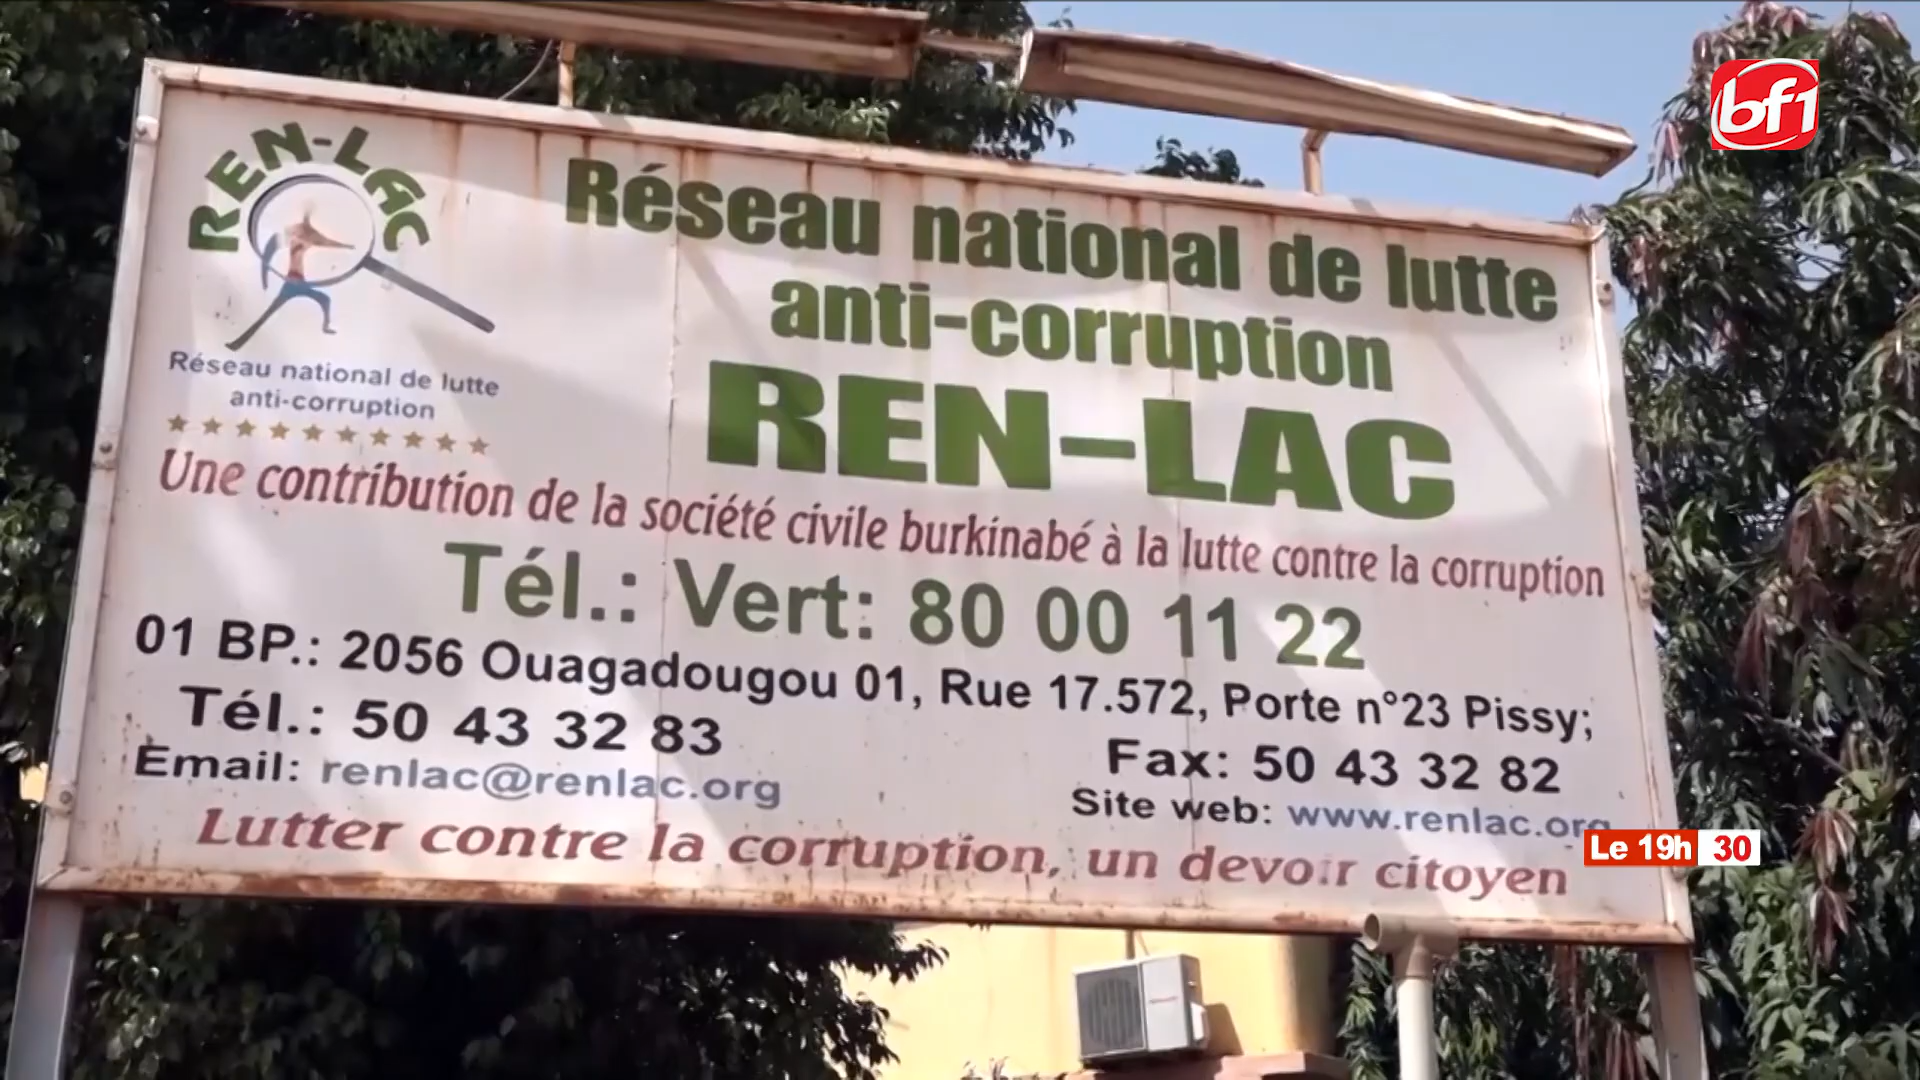 bf1
REN-LAC
Réseau national de lutte
anti-corruption
Réseau national de lutte
anti-corruption
REN-LAC
Une contribution de la société civile burkinabé à la lutte contre la corruption
Tél.: Vert: 80 00 11 22
01 BP.: 2056 Ouagadougou 01, Rue 17.572, Porte n°23 Pissy;
Tél.: 50 43 32 83
Fax: 50 43 32 82
Email: renlac@renlac.org
Site web: www.renlac.org
Lutter contre la corruption, un devoir citoyen
Le 19h 30